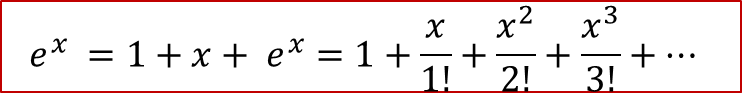 e^x = 1 + x + e^x = 1 + x/1! + x^2/2! + x^3/3! + ⋯